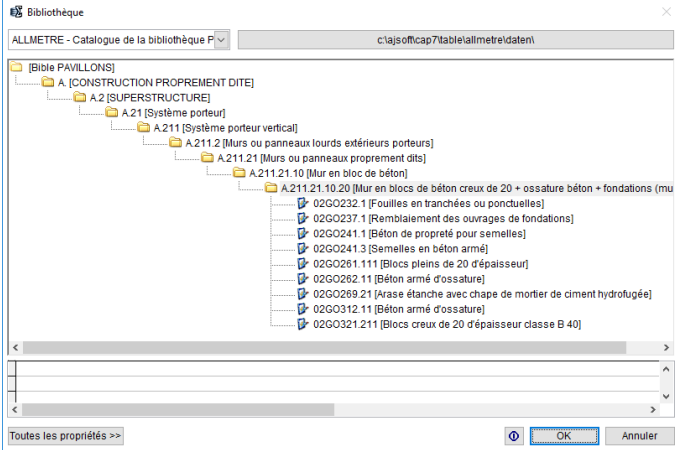 Bibliothèque
ALLMETRE - Catalogue de la bibliothèque P
c:\ajsoft\cap7\table\allmetre\daten\
[Bible PAVILLONS]
A. [CONSTRUCTION PROPREMENT DITE]
A.2 [SUPERSTRUCTURE]
A.21 [Système porteur]
A.211 [Système porteur vertical]
A.211.2 [Murs ou panneaux lourds extérieurs porteurs]
A.211.21 [Murs ou panneaux proprement dits]
A.211.21.10 [Mur en bloc de béton]
A.211.21.10.20 [Mur en blocs de béton creux de 20 + ossature béton + fondations (mu
02GO232.1 [Fouilles en tranchées ou ponctuelles]
02GO237.1 [Remblaiement des ouvrages de fondations]
02GO241.1 [Béton de propreté pour semelles]
02GO241.3 [Semelles en béton armé]
02GO261.111 [Blocs pleins de 20 d'épaisseur]
02GO262.11 [Béton armé d'ossature]
02GO269.21 [Arase étanche avec chape de mortier de ciment hydrofugée]
02GO312.11 [Béton armé d'ossature]
02GO321.211 [Blocs creux de 20 d'épaisseur classe B 40]
Toutes les propriétés >>
OK
Annuler